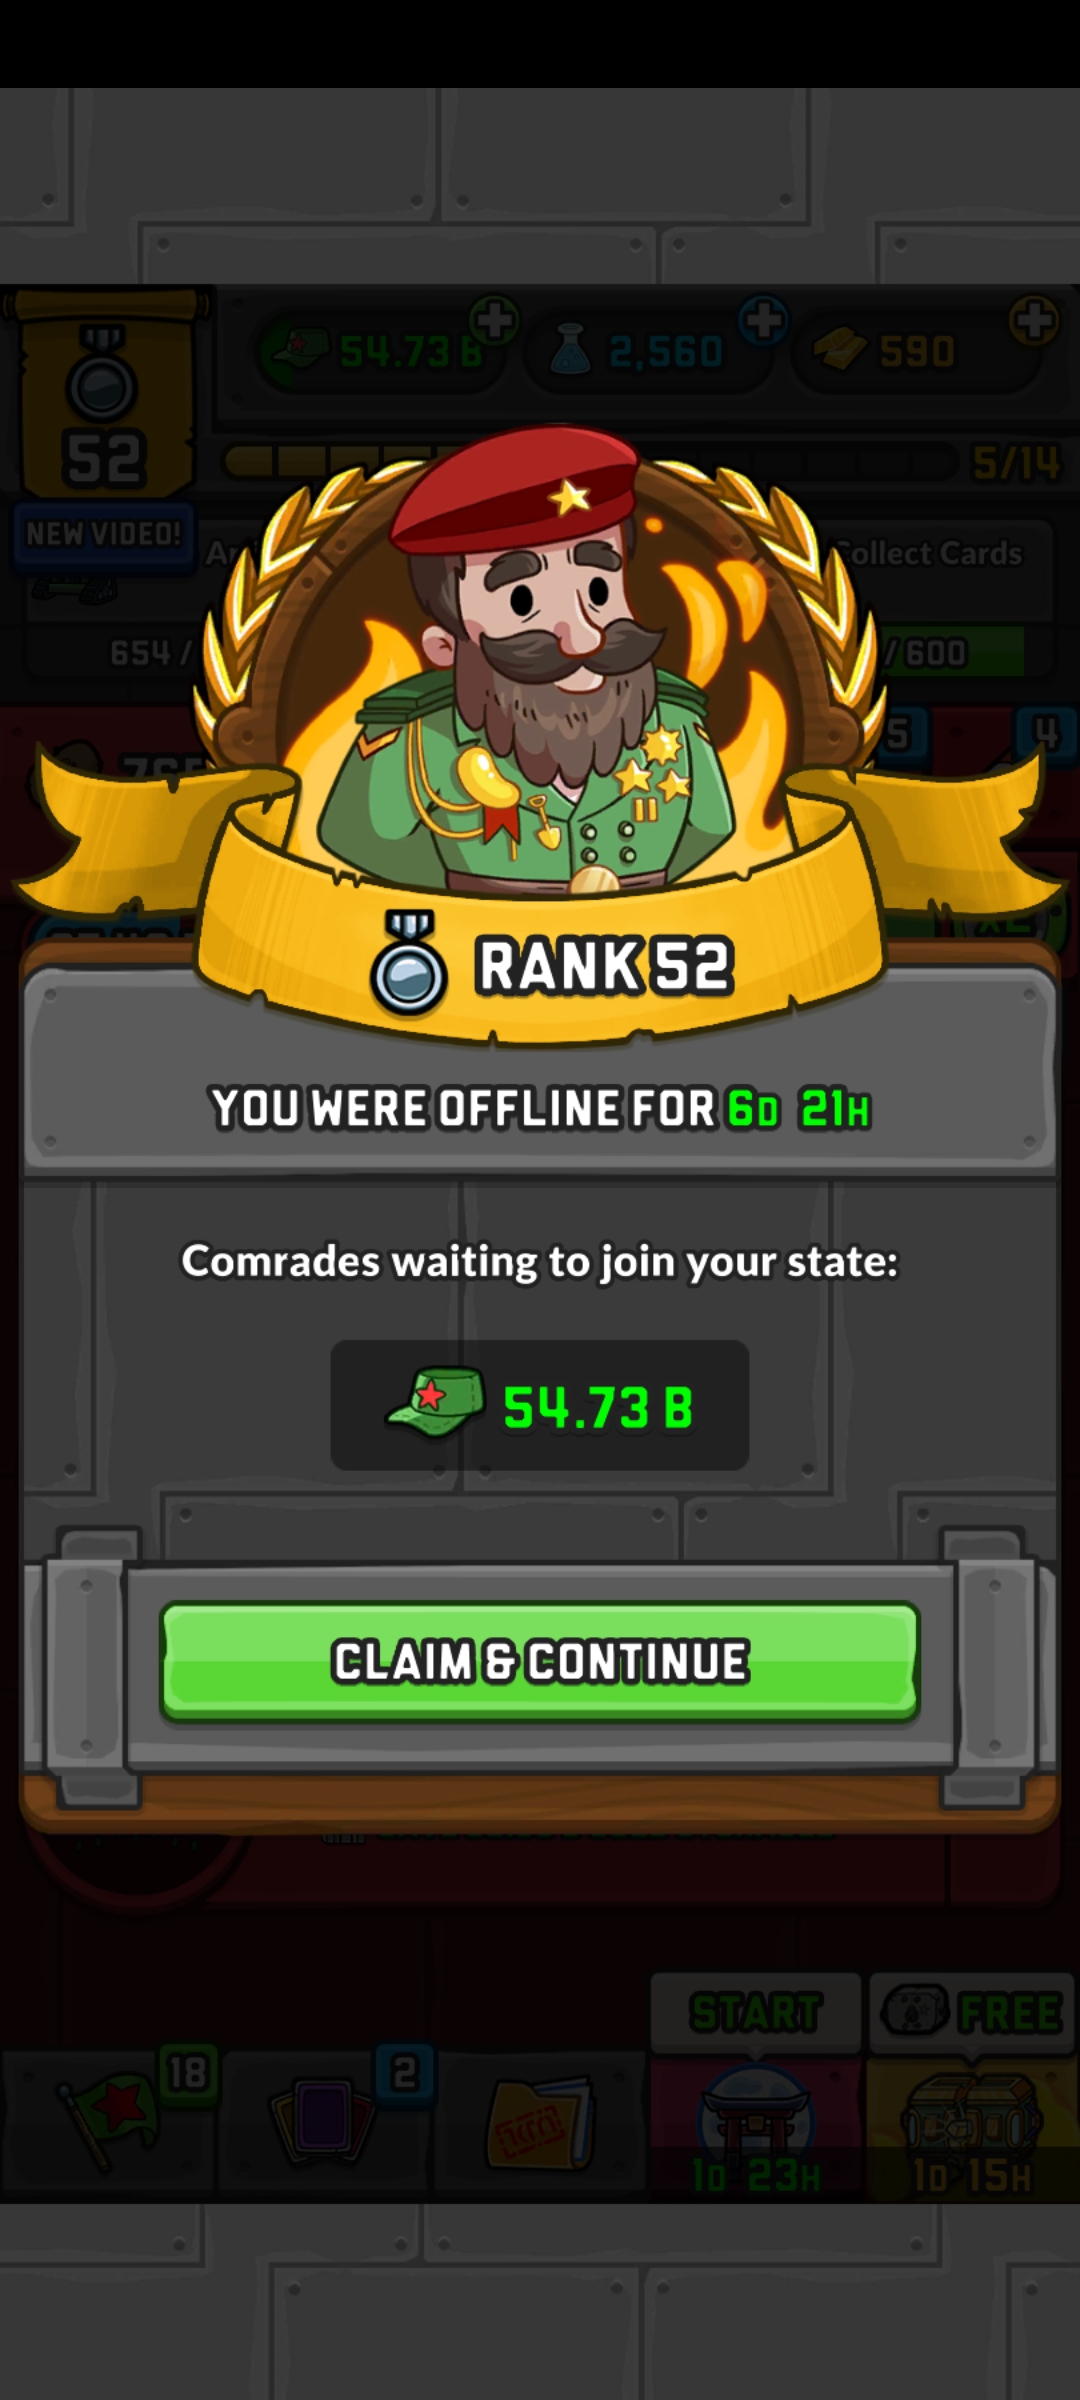 54.73 B
2,560
590
52
5/14
NEW VIDEO!
Collect Cards
654 /
/600
5
4
RANK 52
YOU WERE OFFLINE FOR 6D 21H
Comrades waiting to join your state:
54.73 B
CLAIM & CONTINUE
START
FREE
18
2
1D 23H
1D 15H